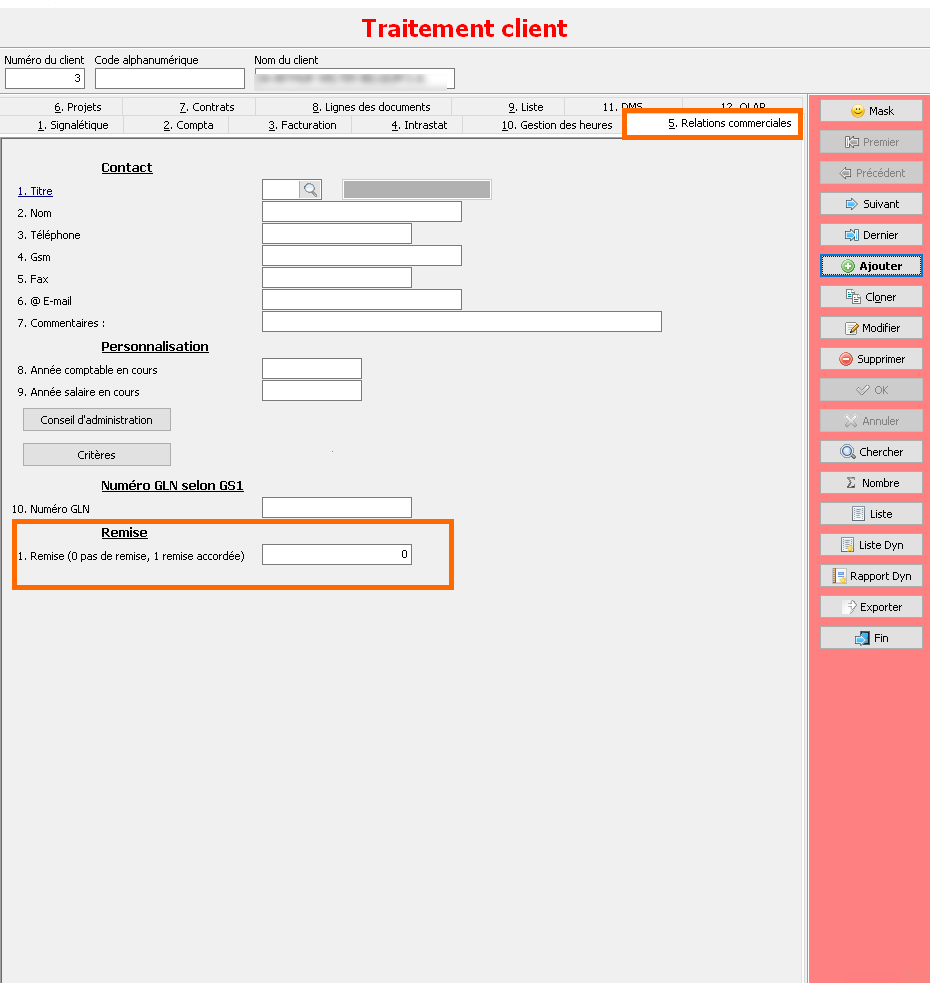 Traitement client
Numéro du client Code alphanumérique Nom du client
3
6. Projets 7. Contrats 8. Lignes des documents 9. Liste 11. DMS 12. OLAP
1. Signalétique 2. Compta 3. Facturation 4. Intrastat 10. Gestion des heures 5. Relations commerciales
Contact
1. Titre
2. Nom
3. Téléphone
4. Gsm
5. Fax
6. @ E-mail
7. Commentaires :
Personnalisation
8. Année comptable en cours
9. Année salaire en cours
Conseil d'administration
Critères
Numéro GLN selon GS1
10. Numéro GLN
Remise
1. Remise (0 pas de remise, 1 remise accordée) 0
Mask
Premier
Précédent
Suivant
Dernier
Ajouter
Cloner
Modifier
Supprimer
OK
Annuler
Chercher
Nombre
Liste
Liste Dyn
Rapport Dyn
Exporter
Fin